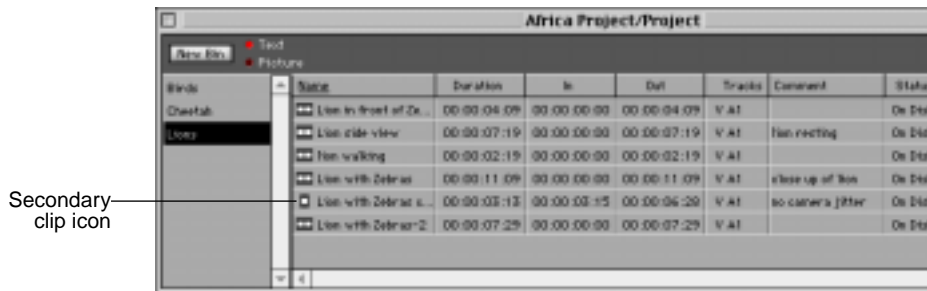 Africa Project/Project
New Bin
Text
Picture
Birds
Cheetah
Lions
Name Duration In Out Tracks Comment
Lion in front of Ze... 00:00:04:09 00:00:00:00 00:00:04:09 V A1 On
Lion side view 00:00:07:19 00:00:00:00 00:00:07:19 V A1 lion resting On
lion walking 00:00:02:19 00:00:00:00 00:00:02:19 V A1 On
Lion with Zebras 00:00:11:09 00:00:00:00 00:00:11:09 V A1 close up of lion On
Secondary
clip icon
Lion with Zebras s... 00:00:03:13 00:00:03:15 00:00:06:28 V A1 no camera jitter On
Lion with Zebras-2 00:00:07:29 00:00:00:00 00:00:07:29 V A1 On